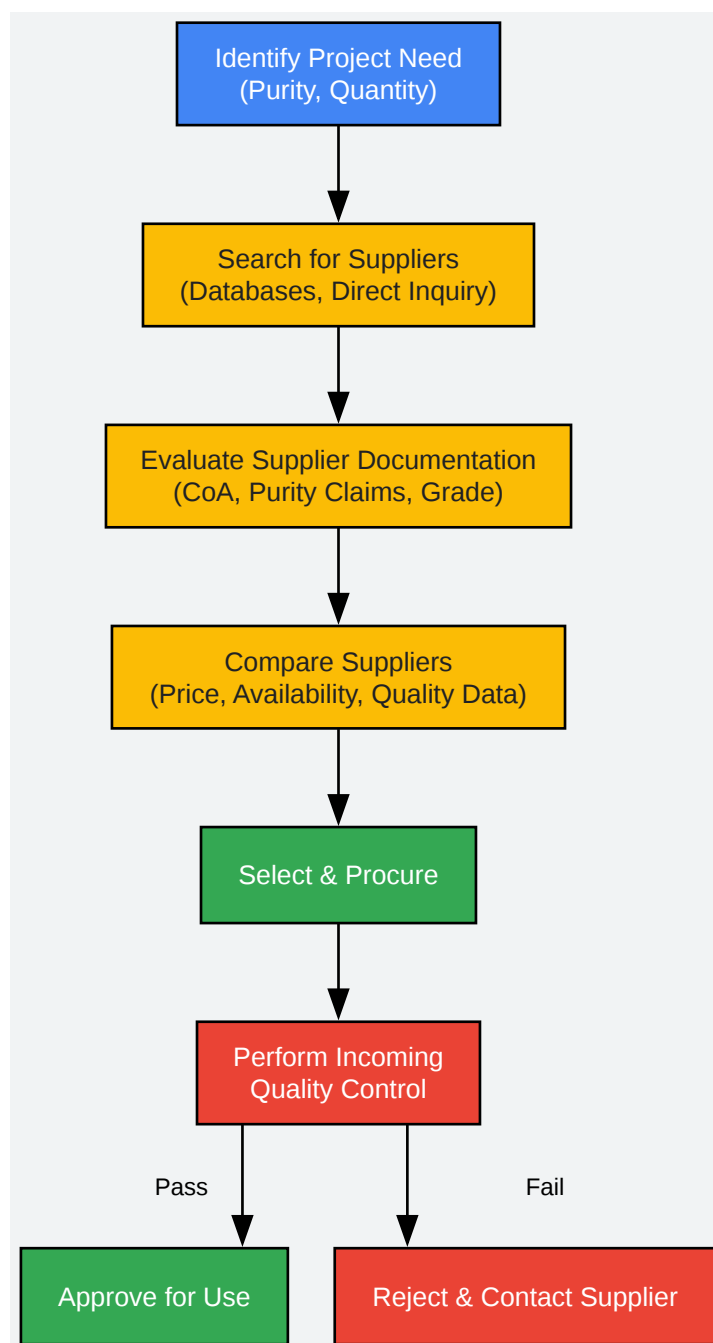 Identify Project Need
(Purity, Quantity)
Search for Suppliers
(Databases, Direct Inquiry)
Evaluate Supplier Documentation
(CoA, Purity Claims, Grade)
Compare Suppliers
(Price, Availability, Quality Data)
Select & Procure
Perform Incoming
Quality Control
Pass
Fail
Approve for Use
Reject & Contact Supplier